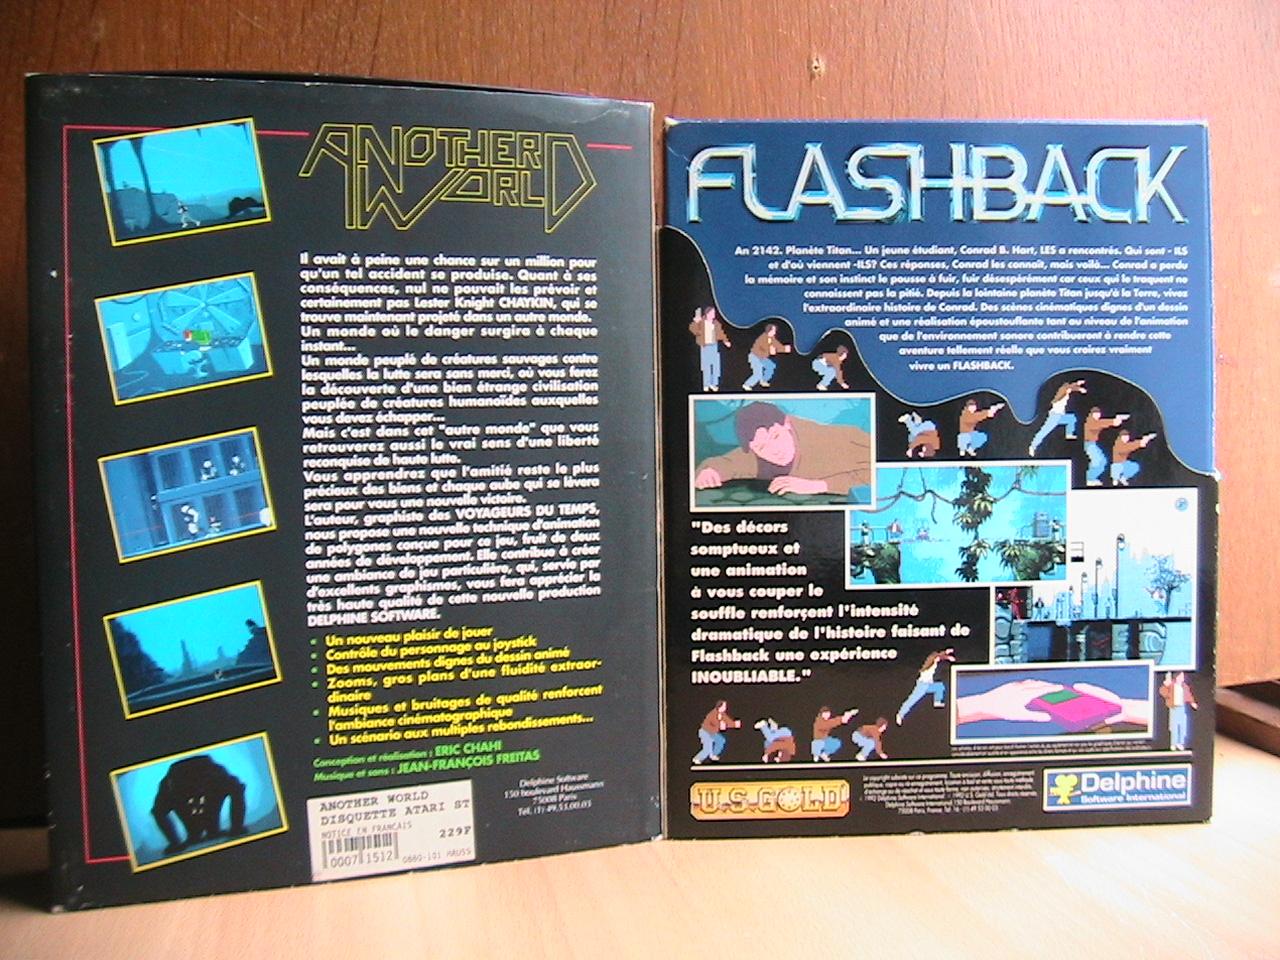 ANOTHER
WORLD
Il avait à peine une chance sur un million pour
qu'un tel accident se produise. Quant à ses
conséquences, nul ne pouvait les prévoir et
certainement pas Lester Knight CHAYKIN, qui se
trouve maintenant projeté dans un autre monde.
Un monde où le danger surgira à chaque
instant...
Un monde peuplé de créatures sauvages contre
lesquelles la lutte sera sans merci, où vous ferez
la découverte d'une bien étrange civilisation
peuplée de créatures humanoïdes auxquelles
vous devez échapper...
Mais c'est dans cet "autre monde" que vous
retrouverez aussi le vrai sens d'une liberté
reconquise de haute lutte.
Vous apprendrez que l'amitié reste le plus
précieux des biens et chaque aube qui se lèvera
sera pour vous une nouvelle victoire.
L'auteur, graphiste des VOYAGEURS DU TEMPS,
nous propose une nouvelle technique d'animation
de polygones conçue pour ce jeu, fruit de deux
années de développement. Elle contribue à créer
une ambiance de jeu particulière, qui, servie par
d'excellents graphismes, vous fera apprécier la
très haute qualité de cette nouvelle production
DELPHINE SOFTWARE.
• Un nouveau plaisir de jouer
• Contrôle du personnage au joystick
• Des mouvements dignes du dessin animé
• Zooms, gros plans d'une fluidité extraor-
dinaire
• Musiques et bruitages de qualité renforcent
l'ambiance cinématographique
• Un scénario aux multiples rebondissements...
Conception et réalisation : ERIC CHAHI
Musique et sons : JEAN-FRANÇOIS FREITAS
ANOTHER WORLD
DISQUETTE ATARI ST
NOTICE EN FRANCAIS
229F
0007 1512
0880-101 HAUSS
Delphine Software
150 boulevard Haussmann
75008 Paris
Tel. (1) 49.53.00.03
FLASHBACK
An 2142. Planète Titan... Un jeune étudiant, Conrad B. Hart, LES a rencontrés. Qui sont - ILS
et d'où viennent -ILS? Ces réponses, Conrad les connaît, mais voilà... Conrad a perdu
la mémoire et son instinct le pousse à fuir, fuir désespérément car ceux qui le traquent ne
connaissent pas la pitié. Depuis la lointaine planète Titan jusqu'à la Terre, vivez
l'extraordinaire histoire de Conrad. Des scènes cinématiques dignes d'un dessin
animé et une réalisation époustouflante tant au niveau de l'animation
que de l'environnement sonore contribueront à rendre cette
aventure tellement réelle que vous croirez vraiment
vivre un FLASHBACK.
"Des décors
somptueux et
une animation
à vous couper le
souffle renforçent l'intensité
dramatique de l'histoire faisant de
Flashback une expérience
INOUBLIABLE."
U.S. GOLD
Delphine
Software International